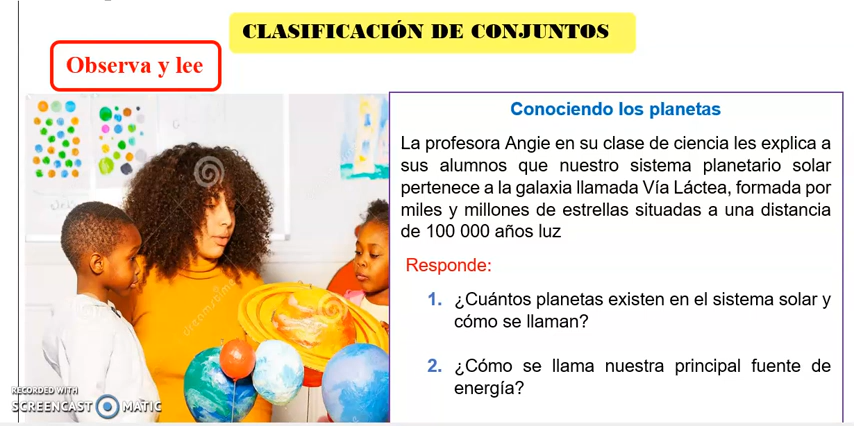 CLASIFICACIÓN DE CONJUNTOS
Observa y lee
Conociendo los planetas
La profesora Angie en su clase de ciencia les explica a
sus alumnos que nuestro sistema planetario solar
pertenece a la galaxia llamada Vía Láctea, formada por
miles y millones de estrellas situadas a una distancia
de 100 000 años luz
Responde:
1. ¿Cuántos planetas existen en el sistema solar y
cómo se llaman?
2. ¿Cómo se llama nuestra principal fuente de
energía?
dreamstime
RECORDED WITH
SCREENCAST MATIC